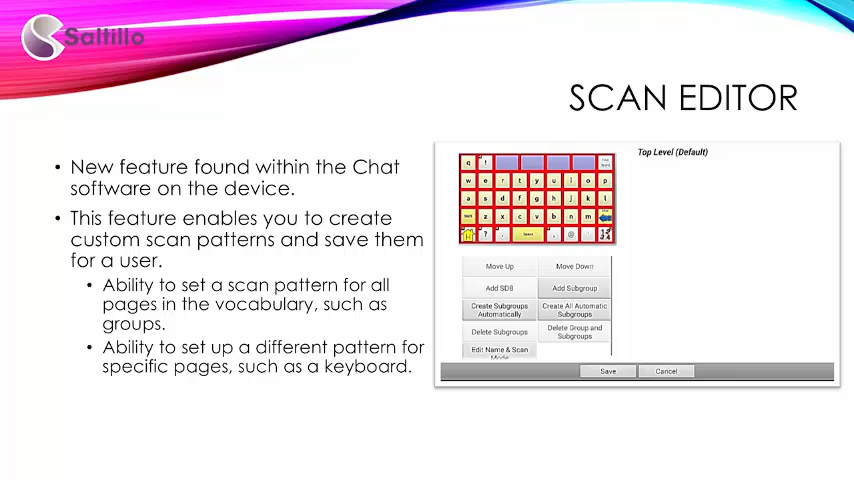 Saltillo
SCAN EDITOR
• New feature found within the Chat
software on the device.
• This feature enables you to create
custom scan patterns and save them
for a user.
• Ability to set a scan pattern for all
pages in the vocabulary, such as
groups.
• Ability to set up a different pattern for
specific pages, such as a keyboard.
Top Level (Default)
q !
w e r t y u i o p
a s d f g h j k l
z x c v b n m
? . Space , @
Move Up Move Down
Add SDB Add Subgroup
Create Subgroups Create All Automatic
Automatically Subgroups
Delete Subgroups Delete Group and
Subgroups
Edit Name & Scan
Mode
Save Cancel